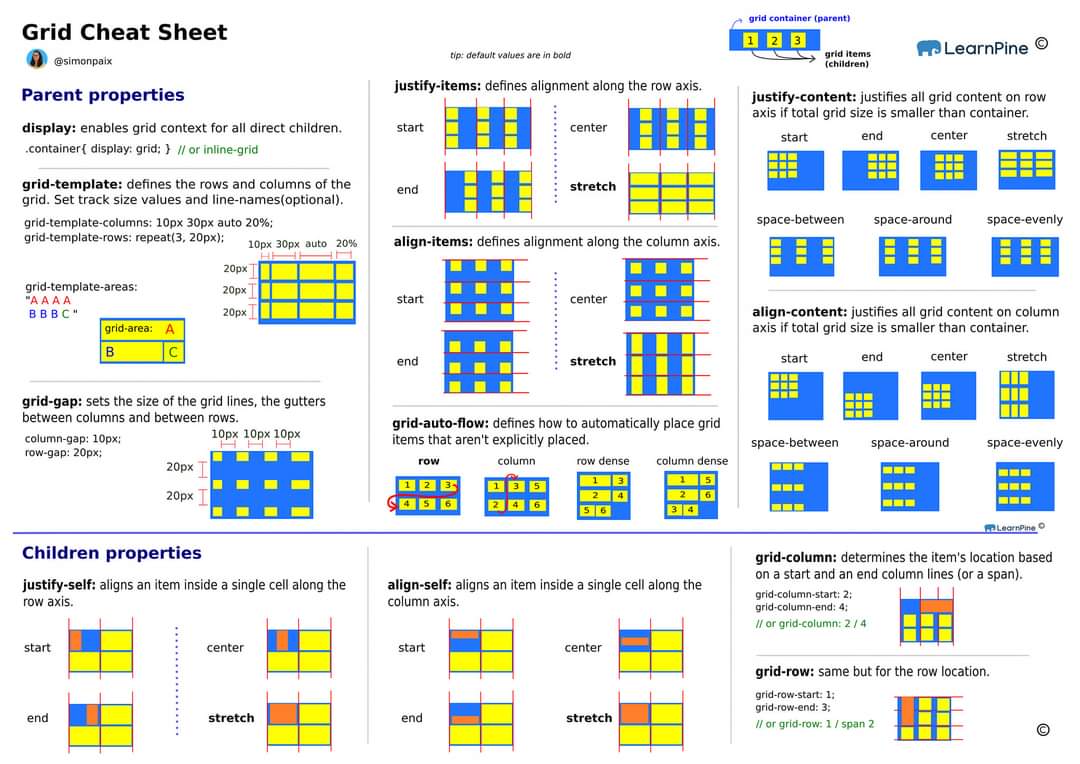 Grid Cheat Sheet
@simonpaix
tip: default values are in bold
grid container (parent)
1 2 3
grid items
(children)
LearnPine ©
Parent properties
display: enables grid context for all direct children.
.container{ display: grid; } // or inline-grid
grid-template: defines the rows and columns of the
grid. Set track size values and line-names(optional).
grid-template-columns: 10px 30px auto 20%;
grid-template-rows: repeat(3, 20px);
10px 30px auto 20%
20px
20px
20px
grid-template-areas:
"A A A A
B B B C "
grid-area: A
B C
grid-gap: sets the size of the grid lines, the gutters
between columns and between rows.
column-gap: 10px;
row-gap: 20px;
10px 10px 10px
20px
20px
justify-items: defines alignment along the row axis.
start center
end stretch
align-items: defines alignment along the column axis.
start center
end stretch
grid-auto-flow: defines how to automatically place grid
items that aren't explicitly placed.
row column row dense column dense
1 2 3
4 5 6
1 3 5
2 4 6
1 3
2 4
5 6
1 5
2 6
3 4
justify-content: justifies all grid content on row
axis if total grid size is smaller than container.
start end center stretch
space-between space-around space-evenly
align-content: justifies all grid content on column
axis if total grid size is smaller than container.
start end center stretch
space-between space-around space-evenly
LearnPine ©
Children properties
justify-self: aligns an item inside a single cell along the
row axis.
start center
end stretch
align-self: aligns an item inside a single cell along the
column axis.
start center
end stretch
grid-column: determines the item's location based
on a start and an end column lines (or a span).
grid-column-start: 2;
grid-column-end: 4;
// or grid-column: 2 / 4
grid-row: same but for the row location.
grid-row-start: 1;
grid-row-end: 3;
// or grid-row: 1 / span 2
©